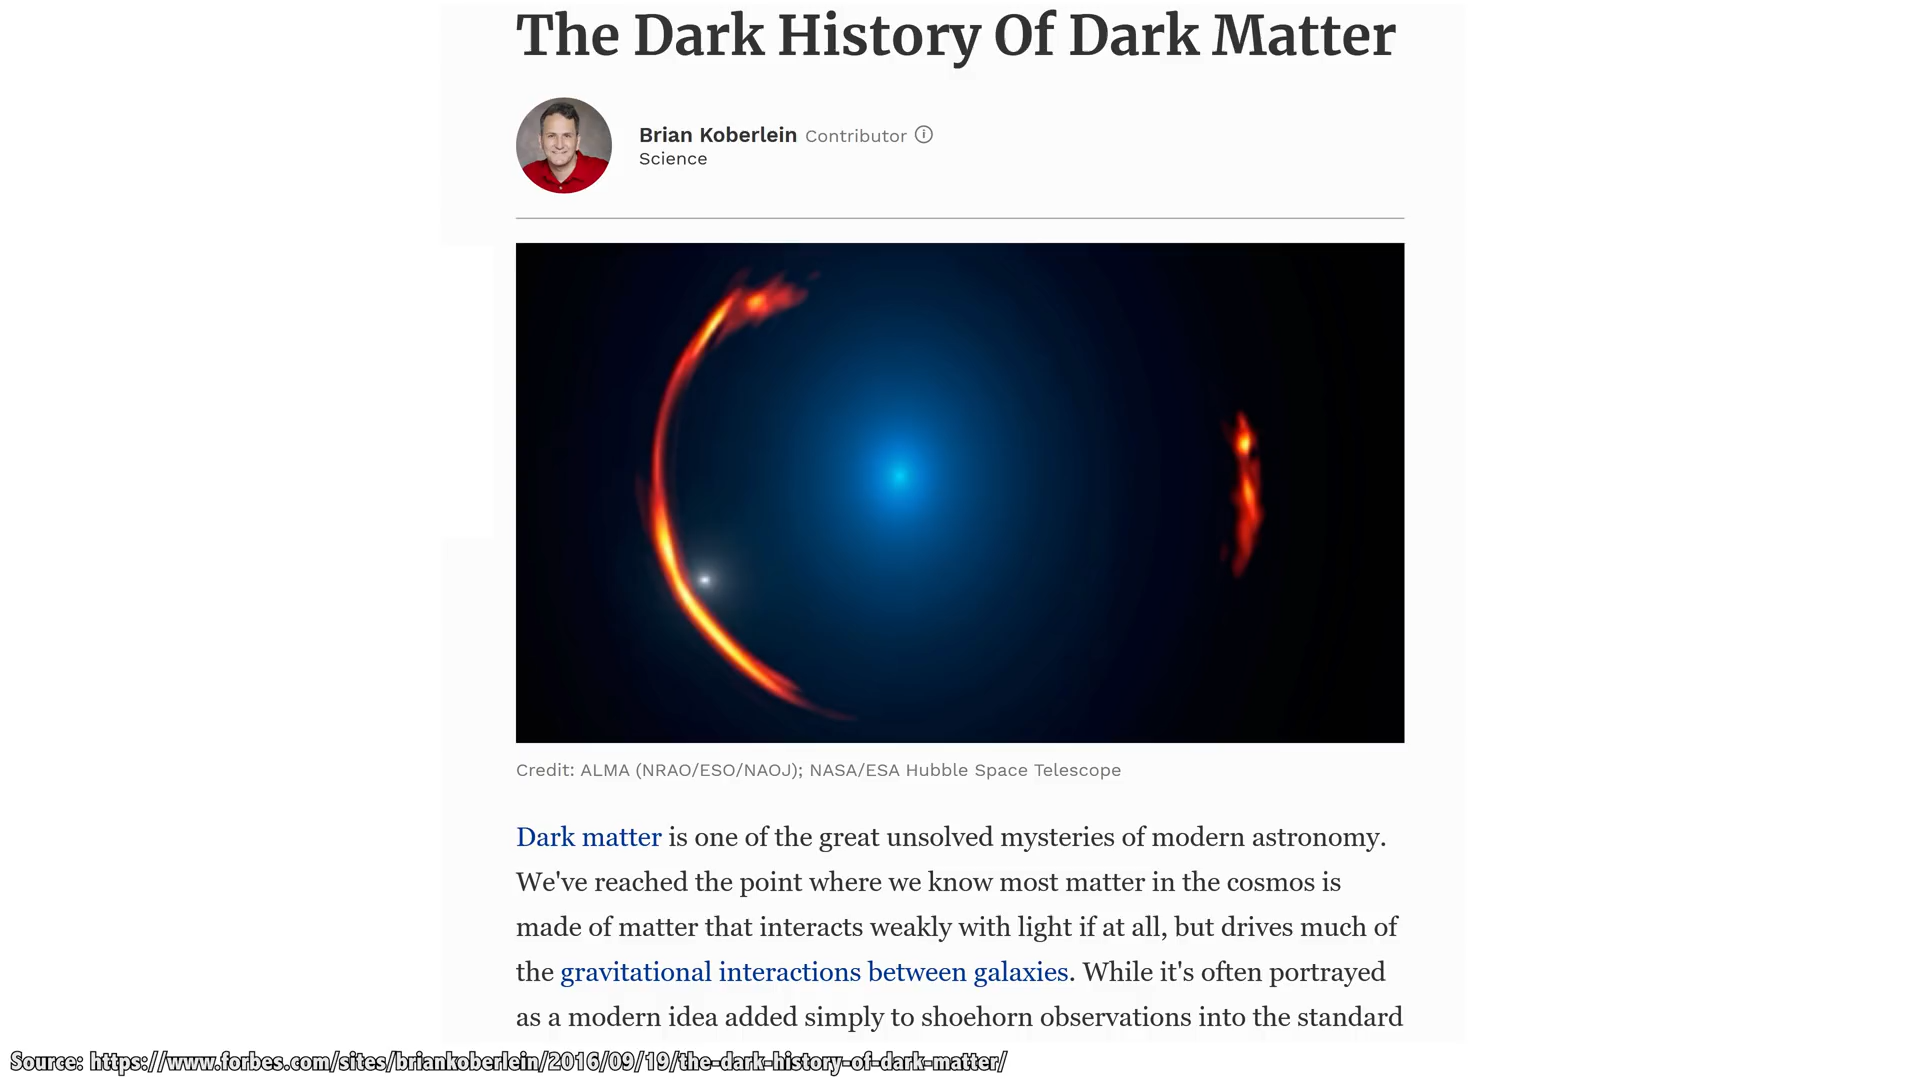 The Dark History Of Dark Matter
Brian Koberlein Contributor
Science
Credit: ALMA (NRAO/ESO/NAOJ); NASA/ESA Hubble Space Telescope
Dark matter is one of the great unsolved mysteries of modern astronomy.
We've reached the point where we know most matter in the cosmos is
made of matter that interacts weakly with light if at all, but drives much of
the gravitational interactions between galaxies. While it's often portrayed
as a modern idea added simply to shoehorn observations into the standard
Source: https://www.forbes.com/sites/briankoberlein/2016/09/19/the-dark-history-of-dark-matter/